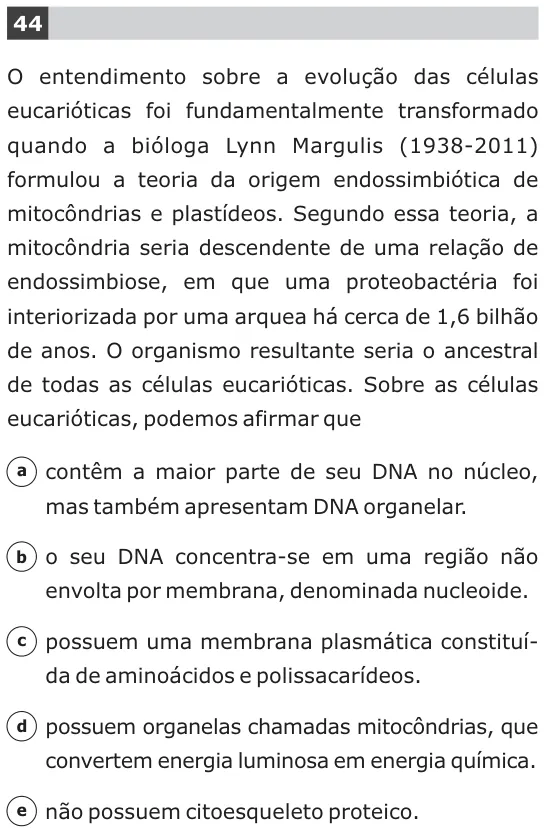 44
O entendimento sobre a evolução das células
eucarióticas foi fundamentalmente transformado
quando a bióloga Lynn Margulis (1938-2011)
formulou a teoria da origem endossimbiótica de
mitocôndrias e plastídeos. Segundo essa teoria, a
mitocôndria seria descendente de uma relação de
endossimbiose, em que uma proteobactéria foi
interiorizada por uma arquea há cerca de 1,6 bilhão
de anos. O organismo resultante seria o ancestral
de todas as células eucarióticas. Sobre as células
eucarióticas, podemos afirmar que
a contêm a maior parte de seu DNA no núcleo,
mas também apresentam DNA organelar.
b o seu DNA concentra-se em uma região não
envolta por membrana, denominada nucleoide.
c possuem uma membrana plasmática constituí-
da de aminoácidos e polissacarídeos.
d possuem organelas chamadas mitocôndrias, que
convertem energia luminosa em energia química.
e não possuem citoesqueleto proteico.